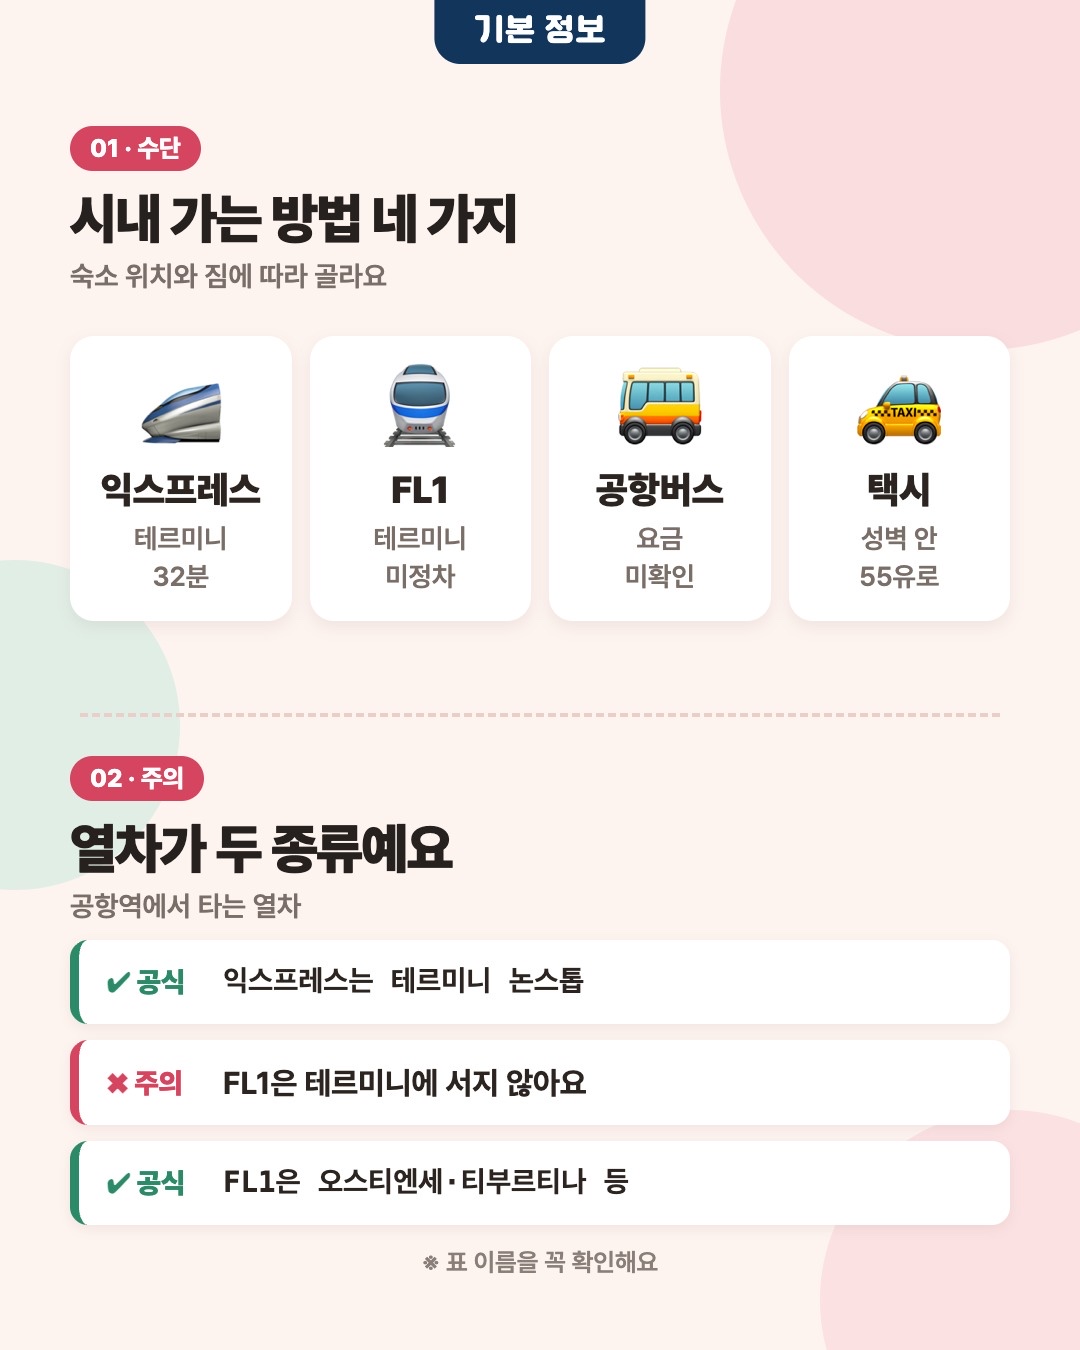 기본 정보
01 · 수단
시내 가는 방법 네 가지
숙소 위치와 짐에 따라 골라요
익스프레스
테르미니
32분
FL1
테르미니
미정차
공항버스
요금
미확인
TAXI
택시
성벽 안
55유로
02 · 주의
열차가 두 종류예요
공항역에서 타는 열차
✔ 공식 익스프레스는 테르미니 논스톱
✖ 주의 FL1은 테르미니에 서지 않아요
✔ 공식 FL1은 오스티엔세·티부르티나 등
※ 표 이름을 꼭 확인해요